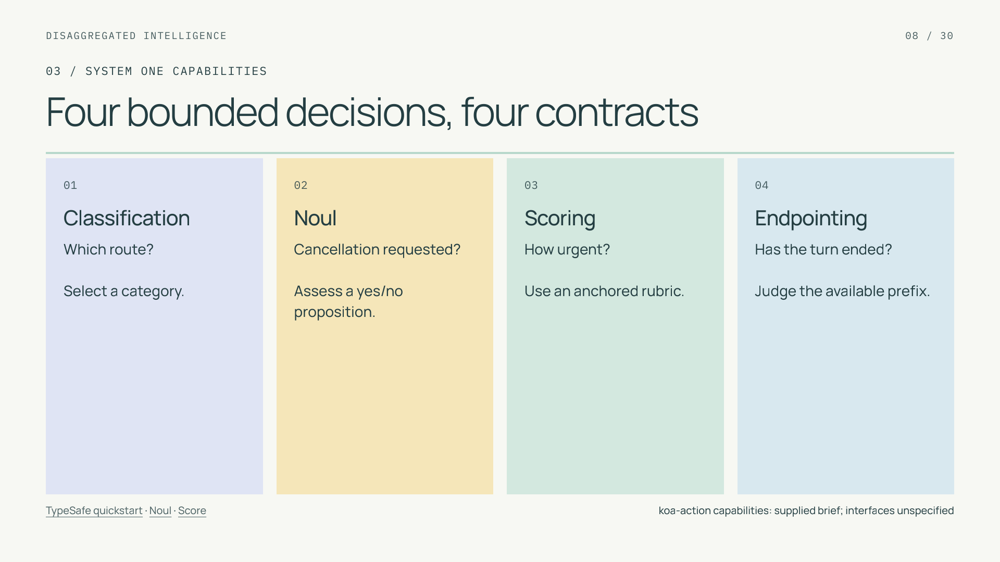 DISAGGREGATED INTELLIGENCE
08 / 30
03 / SYSTEM ONE CAPABILITIES
Four bounded decisions, four contracts
01
Classification
Which route?
Select a category.
02
Noul
Cancellation requested?
Assess a yes/no
proposition.
03
Scoring
How urgent?
Use an anchored rubric.
04
Endpointing
Has the turn ended?
Judge the available prefix.
TypeSafe quickstart · Noul · Score
koa-action capabilities: supplied brief; interfaces unspecified